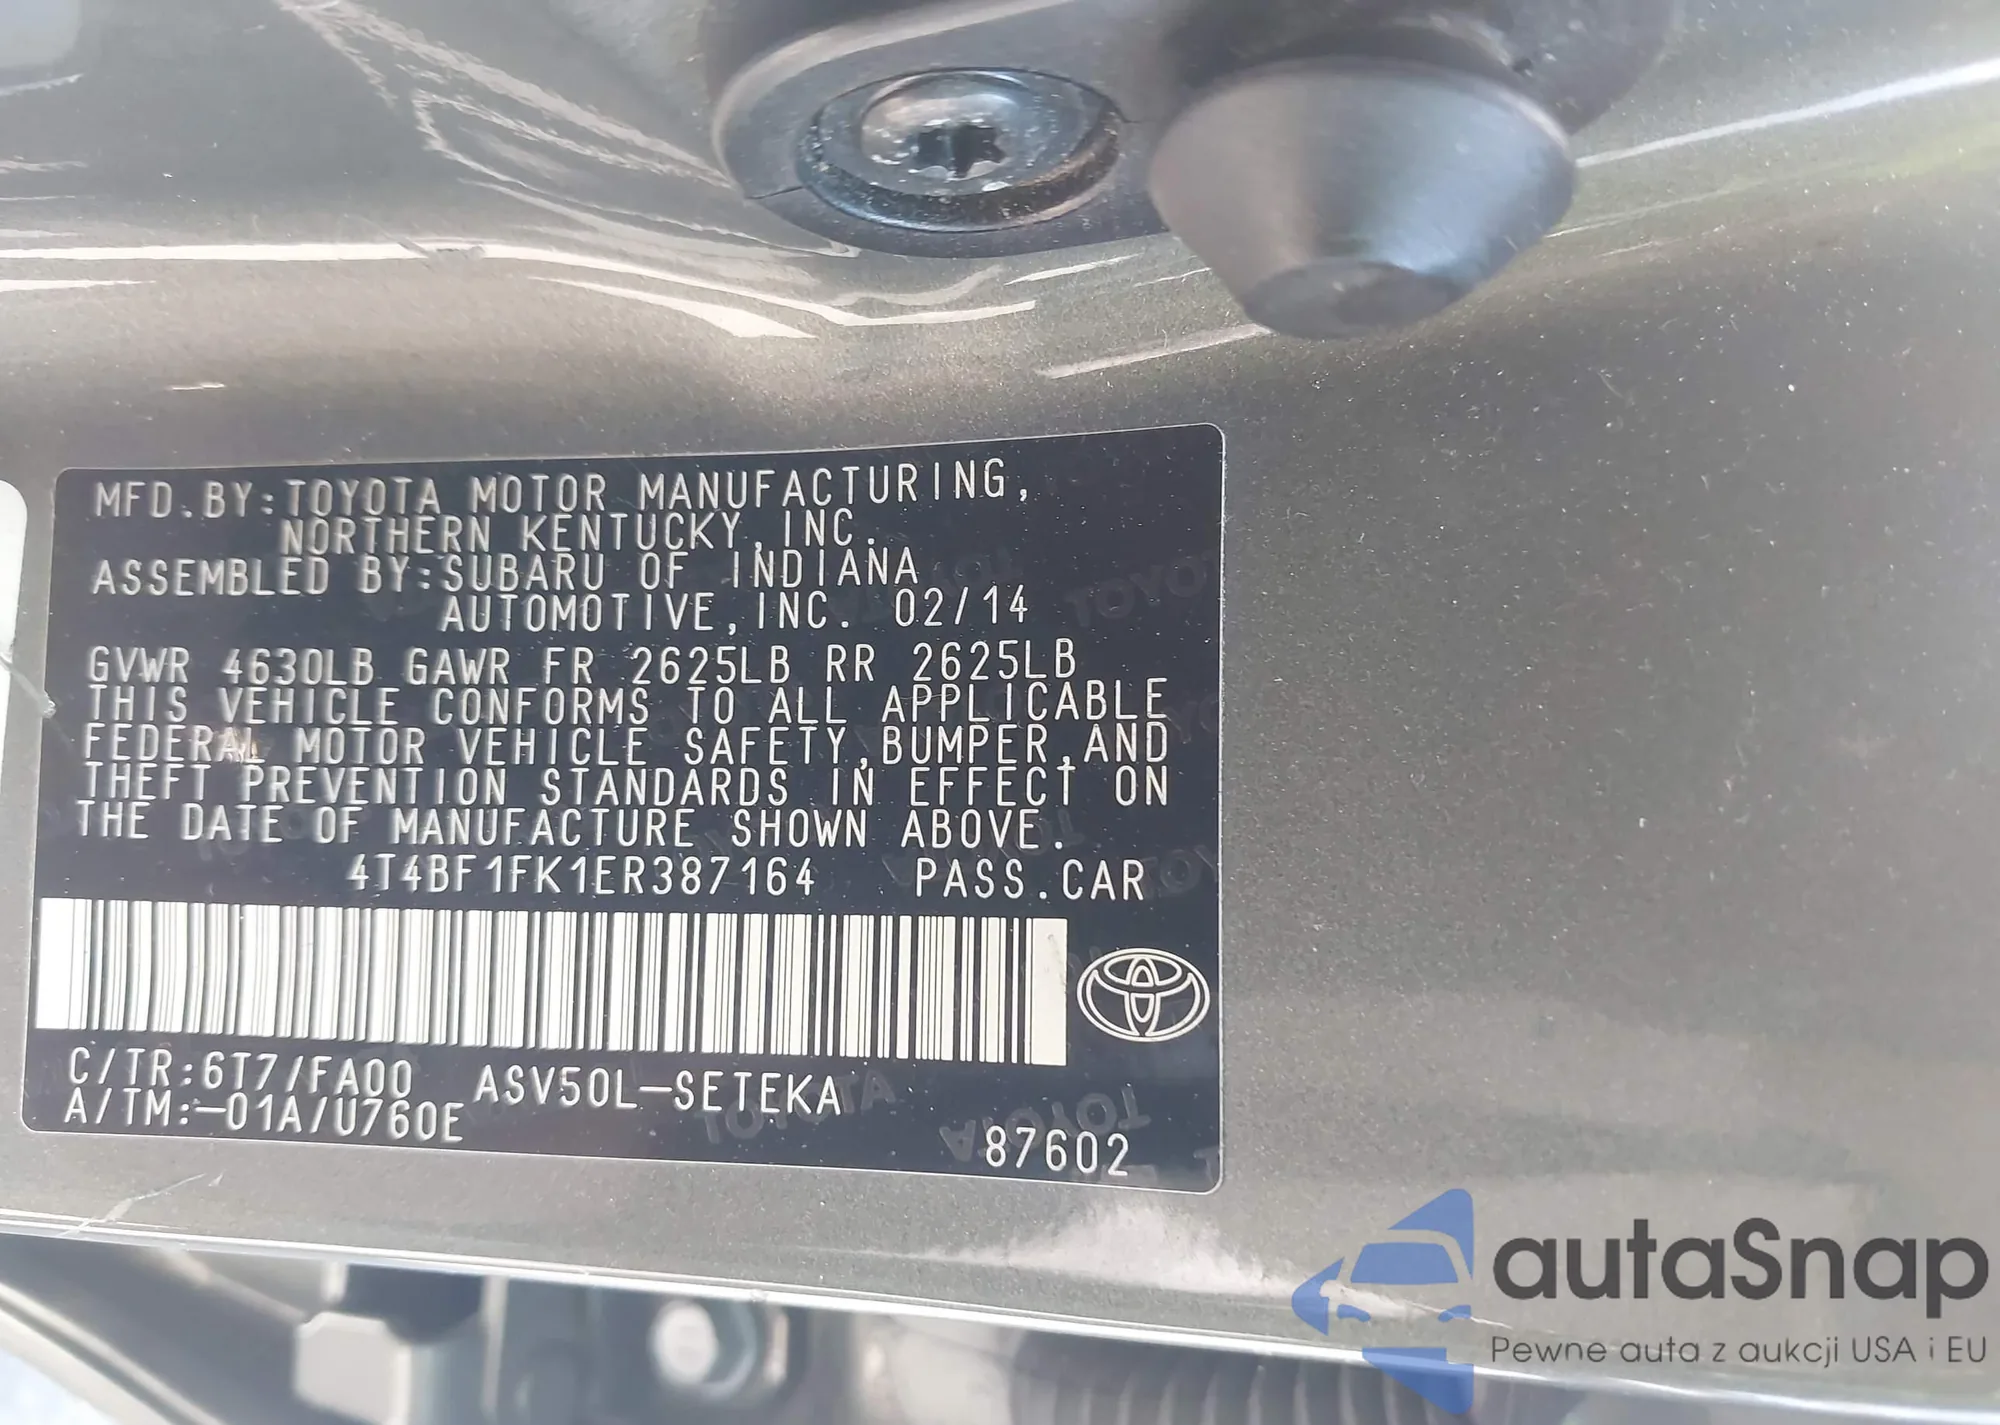 MFD.BY:TOYOTA MOTOR MANUFACTURING,
NORTHERN KENTUCKY,INC.
ASSEMBLED BY:SUBARU OF INDIANA
AUTOMOTIVE,INC. 02/14
GVWR 4630LB GAWR FR 2625LB RR 2625LB
THIS VEHICLE CONFORMS TO ALL APPLICABLE
FEDERAL MOTOR VEHICLE SAFETY,BUMPER,AND
THEFT PREVENTION STANDARDS IN EFFECT ON
THE DATE OF MANUFACTURE SHOWN ABOVE.
4T4BF1FK1ER387164 PASS.CAR
C/TR:6T7/FA00 ASV50L-SETEKA
A/TM:-01A/U760E
87602
autaSnap
Pewne auta z aukcji USA i EU